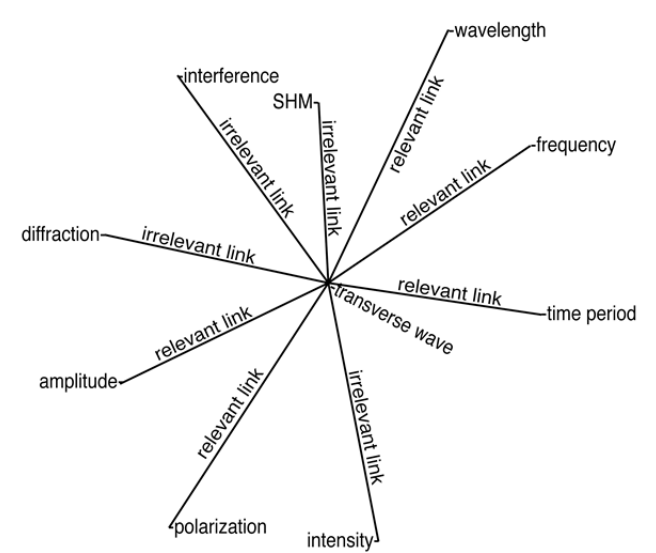 wavelength
interference
SHM
relevant link
irrelevant link
irrelevant link
frequency
relevant link
diffraction
irrelevant link
relevant link
transverse wave
time period
relevant link
amplitude
relevant link
irrelevant link
polarization
intensity